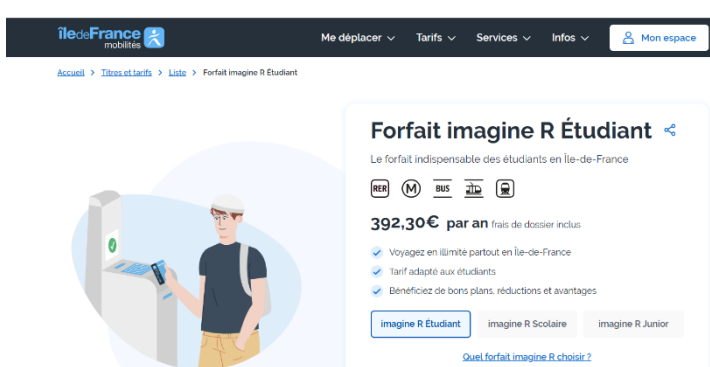 îledeFrance
mobilités
Me déplacer
Tarifs
Services
Infos
Mon espace
Accueil > Titres et tarifs > Liste > Forfait imagine R Étudiant
Forfait imagine R Étudiant
Le forfait indispensable des étudiants en Île-de-France
RER M BUS
392,30€ par an frais de dossier inclus
Voyagez en illimité partout en Île-de-France
Tarif adapté aux étudiants
Bénéficiez de bons plans, réductions et avantages
imagine R Étudiant
imagine R Scolaire
imagine R Junior
Quel forfait imagine R choisir ?